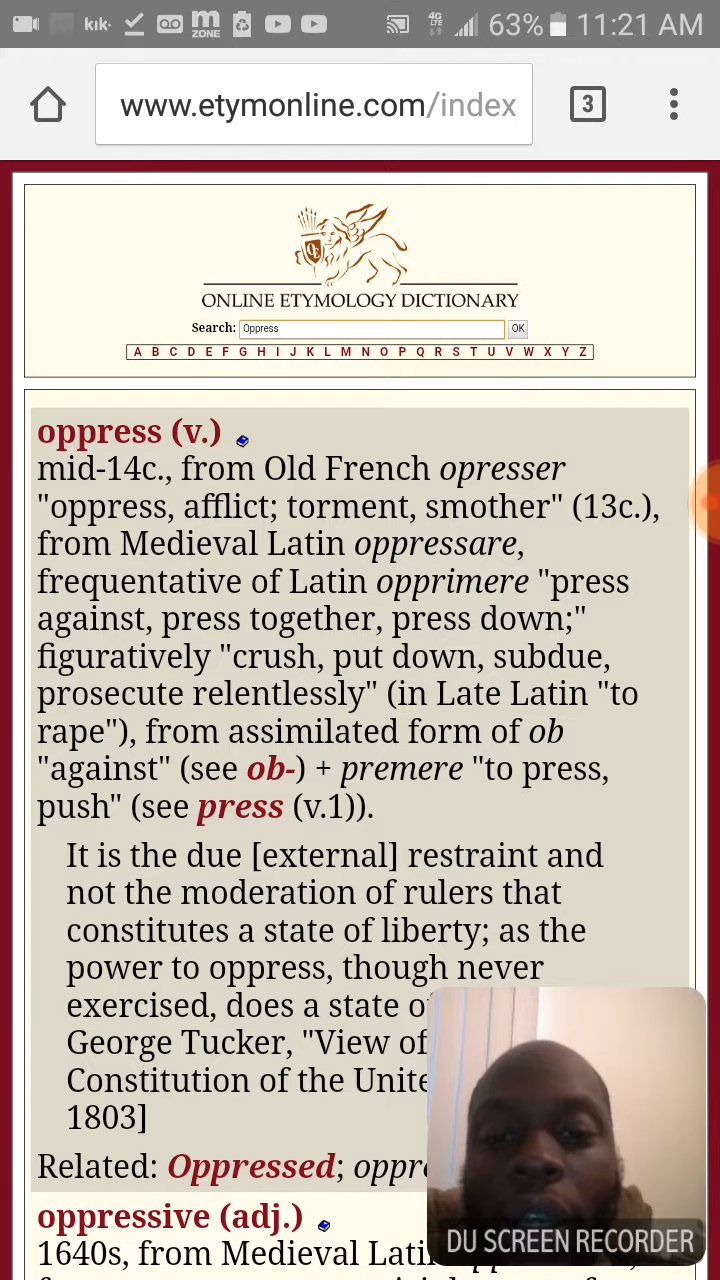 kik
m
ZONE
4G
LTE
63%
11:21 AM
www.etymonline.com/index
3
OE
ONLINE ETYMOLOGY DICTIONARY
Search: Oppress OK
A B C D E F G H I J K L M N O P Q R S T U V W X Y Z
oppress (v.)
mid-14c., from Old French opresser
"oppress, afflict; torment, smother" (13c.),
from Medieval Latin oppressare,
frequentative of Latin opprimere "press
against, press together, press down;"
figuratively "crush, put down, subdue,
prosecute relentlessly" (in Late Latin "to
rape"), from assimilated form of ob
"against" (see ob-) + premere "to press,
push" (see press (v.1)).
It is the due [external] restraint and
not the moderation of rulers that
constitutes a state of liberty; as the
power to oppress, though never
exercised, does a state
George Tucker, "View of
Constitution of the Unite
1803]
Related: Oppressed; oppre
oppressive (adj.)
1640s, from Medieval Lati
DU SCREEN RECORDER